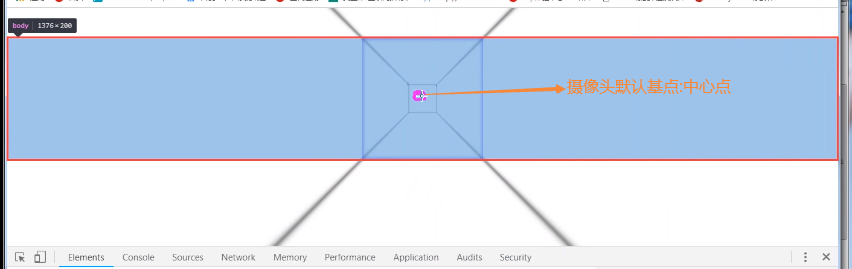 body 1376 × 200
摄像头默认基点:中心点
Elements Console Sources Network Memory Performance Application Audits Security